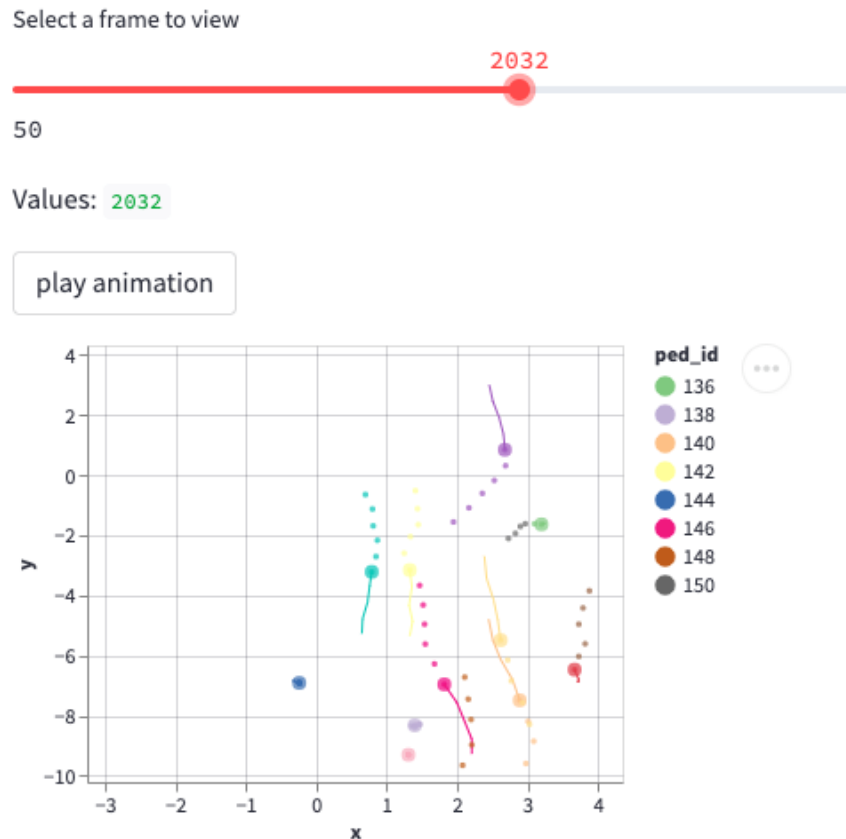 Select a frame to view
2032
50
Values: 2032
play animation
ped_id
136
138
140
142
144
146
148
150
4
2
0
−2
−4
−6
−8
−10
y
−3 −2 −1 0 1 2 3 4
x